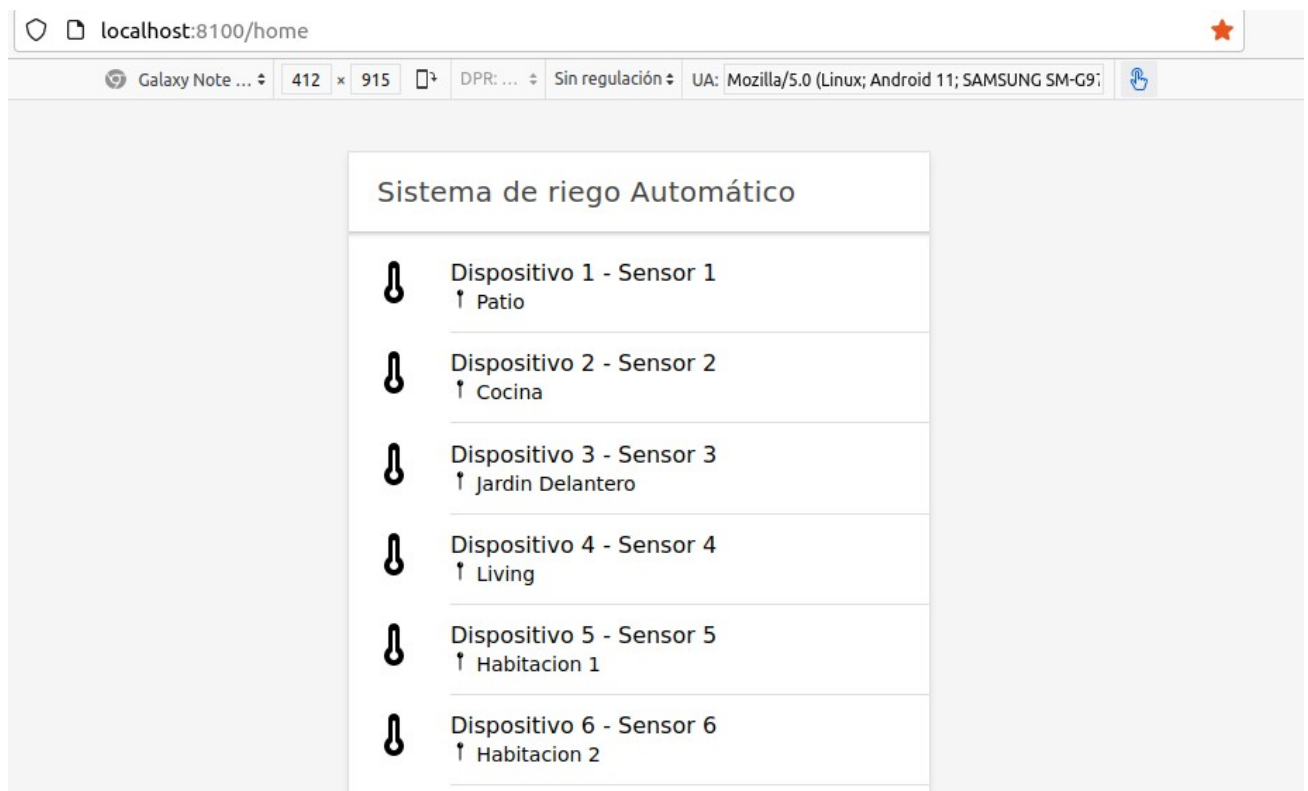 localhost:8100/home
Galaxy Note ... 412 × 915 DPR: ... Sin regulación UA: Mozilla/5.0 (Linux; Android 11; SAMSUNG SM-G97
Sistema de riego Automático
Dispositivo 1 - Sensor 1
Patio
Dispositivo 2 - Sensor 2
Cocina
Dispositivo 3 - Sensor 3
Jardin Delantero
Dispositivo 4 - Sensor 4
Living
Dispositivo 5 - Sensor 5
Habitacion 1
Dispositivo 6 - Sensor 6
Habitacion 2